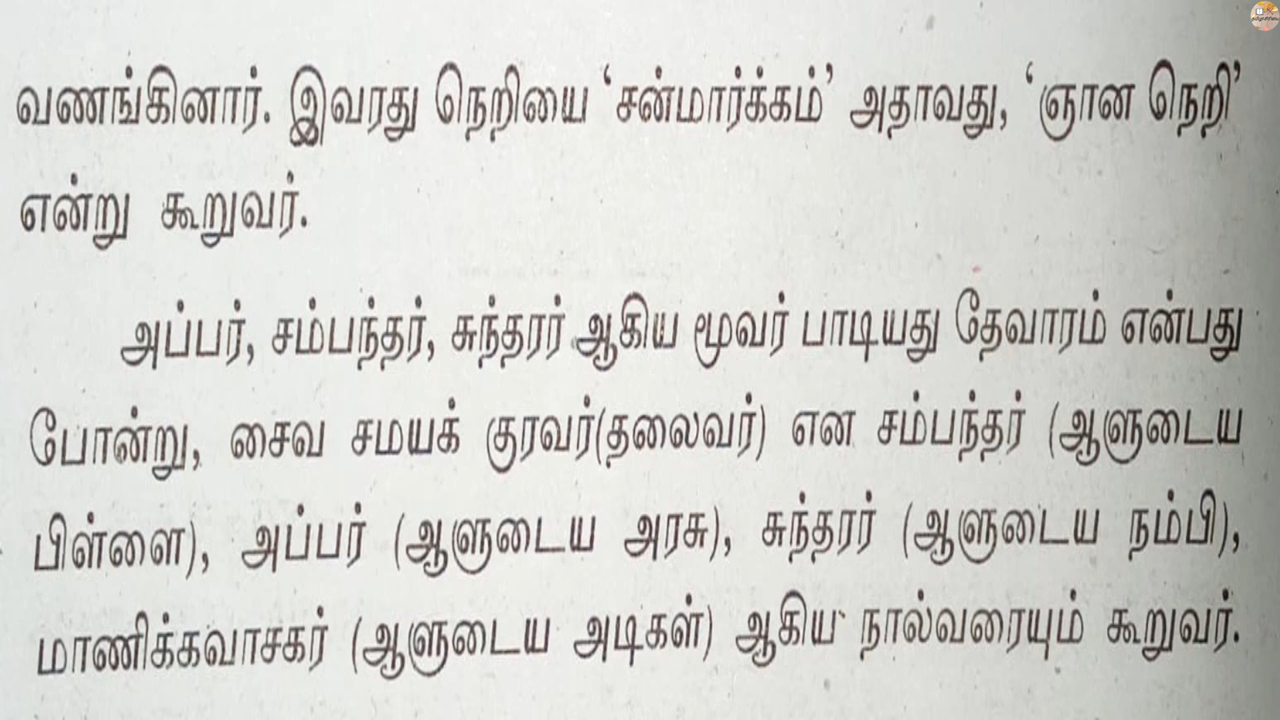 வணங்கினார். இவரது நெறியை ‘சன்மார்க்கம்’ அதாவது, ‘ஞான நெறி’
என்று கூறுவர்.
அப்பர், சம்பந்தர், சுந்தரர் ஆகிய மூவர் பாடியது தேவாரம் என்பது
போன்று, சைவ சமயக் குரவர்(தலைவர்) என சம்பந்தர் (ஆளுடைய
பிள்ளை), அப்பர் (ஆளுடைய அரசு), சுந்தரர் (ஆளுடைய நம்பி),
மாணிக்கவாசகர் (ஆளுடைய அடிகள்) ஆகிய நால்வரையும் கூறுவர்.